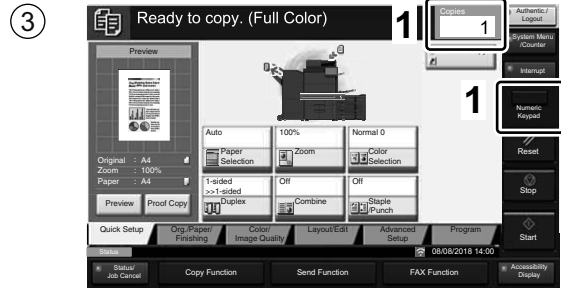 3
Ready to copy. (Full Color)
1
Copies
1
Authentic./
Logout
System Menu
/Counter
Interrupt
1
Numeric
Keypad
Reset
Stop
Start
Preview
Original : A4
Zoom : 100%
Paper : A4
Preview
Proof Copy
Auto
Paper
Selection
100%
Zoom
Normal 0
Color
Selection
1-sided
>>1-sided
Duplex
Off
Combine
Off
Staple
/Punch
Quick Setup
Org./Paper/
Finishing
Color/
Image Quality
Layout/Edit
Advanced
Setup
Program
Status
08/08/2018 14:00
Status/
Job Cancel
Copy Function
Send Function
FAX Function
Accessibility
Display